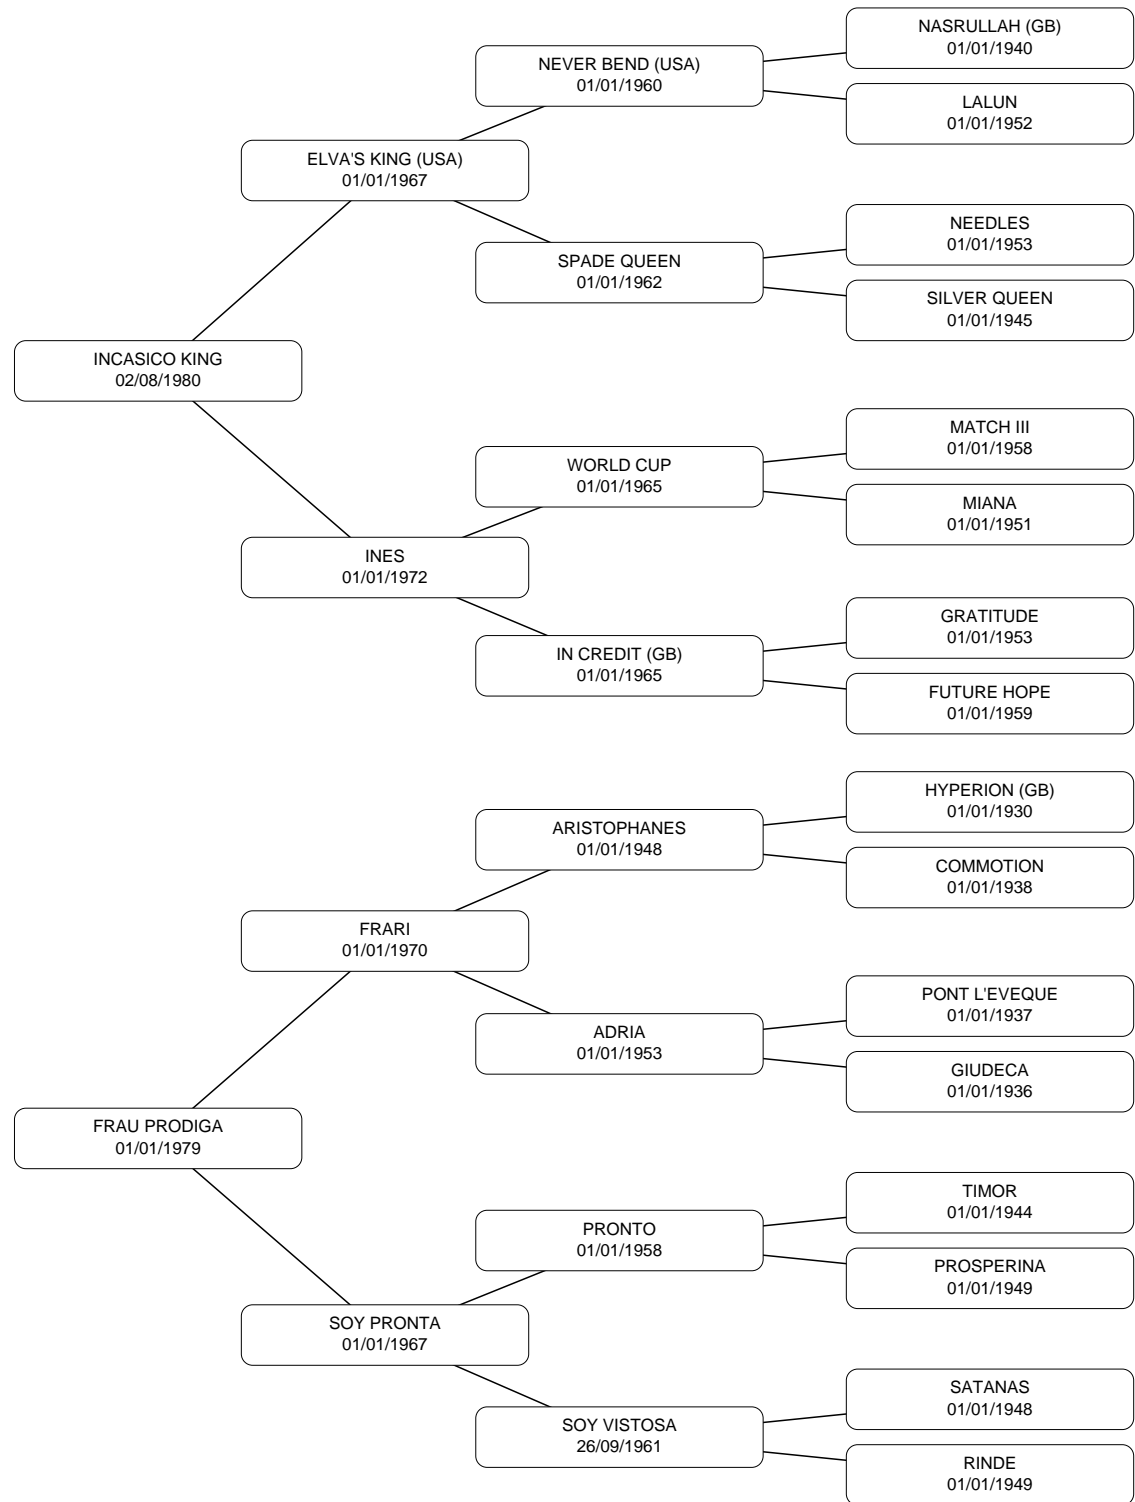 NASRULLAH (GB)
01/01/1940
NEVER BEND (USA)
01/01/1960
LALUN
01/01/1952
ELVA'S KING (USA)
01/01/1967
NEEDLES
01/01/1953
SPADE QUEEN
01/01/1962
SILVER QUEEN
01/01/1945
INCASICO KING
02/08/1980
MATCH III
01/01/1958
WORLD CUP
01/01/1965
MIANA
01/01/1951
INES
01/01/1972
GRATITUDE
01/01/1953
IN CREDIT (GB)
01/01/1965
FUTURE HOPE
01/01/1959
HYPERION (GB)
01/01/1930
ARISTOPHANES
01/01/1948
COMMOTION
01/01/1938
FRARI
01/01/1970
PONT L'EVEQUE
01/01/1937
ADRIA
01/01/1953
GIUDECA
01/01/1936
FRAU PRODIGA
01/01/1979
TIMOR
01/01/1944
PRONTO
01/01/1958
PROSPERINA
01/01/1949
SOY PRONTA
01/01/1967
SATANAS
01/01/1948
SOY VISTOSA
26/09/1961
RINDE
01/01/1949